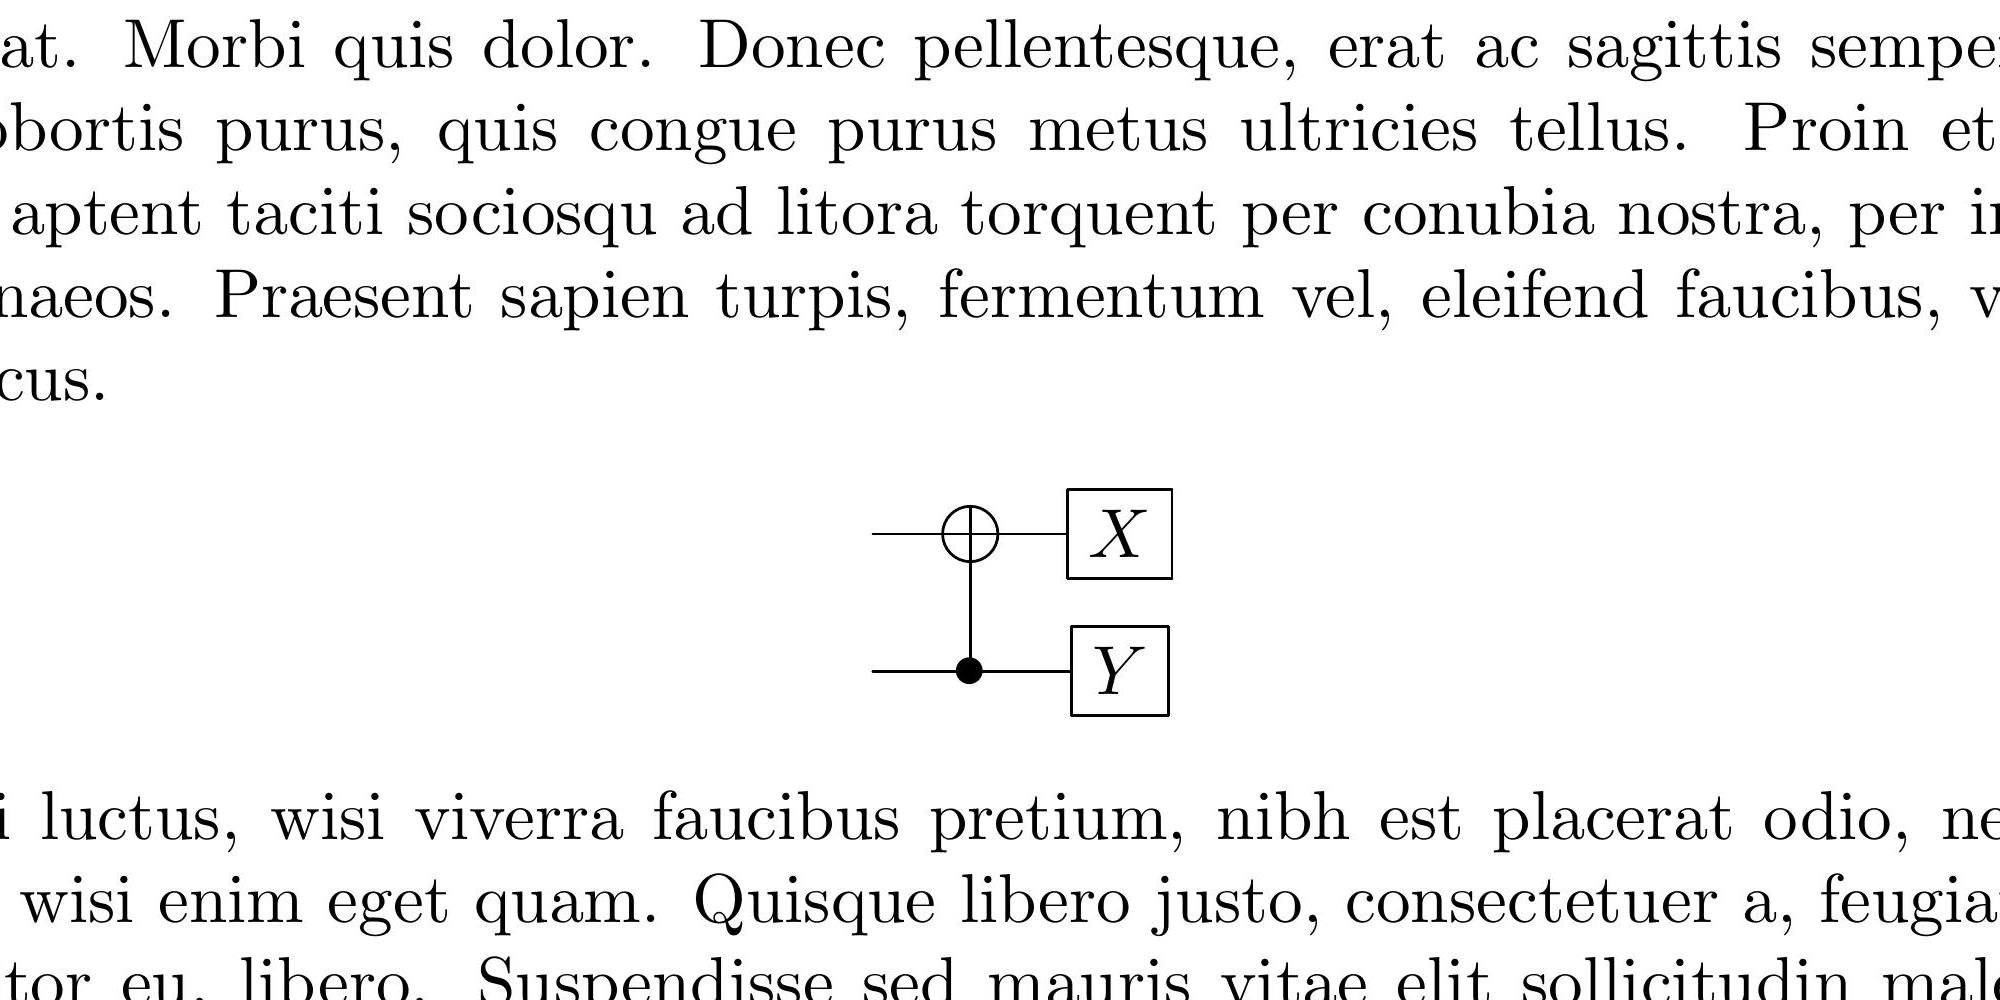 at. Morbi quis dolor. Donec pellentesque, erat ac sagittis sempe
obortis purus, quis congue purus metus ultricies tellus. Proin et
aptent taciti sociosqu ad litora torquent per conubia nostra, per in
naeos. Praesent sapien turpis, fermentum vel, eleifend faucibus, v
cus.
X
Y
i luctus, wisi viverra faucibus pretium, nibh est placerat odio, ne
wisi enim eget quam. Quisque libero justo, consectetuer a, feugia
tor eu, libero. Suspendisse sed mauris vitae elit sollicitudin male